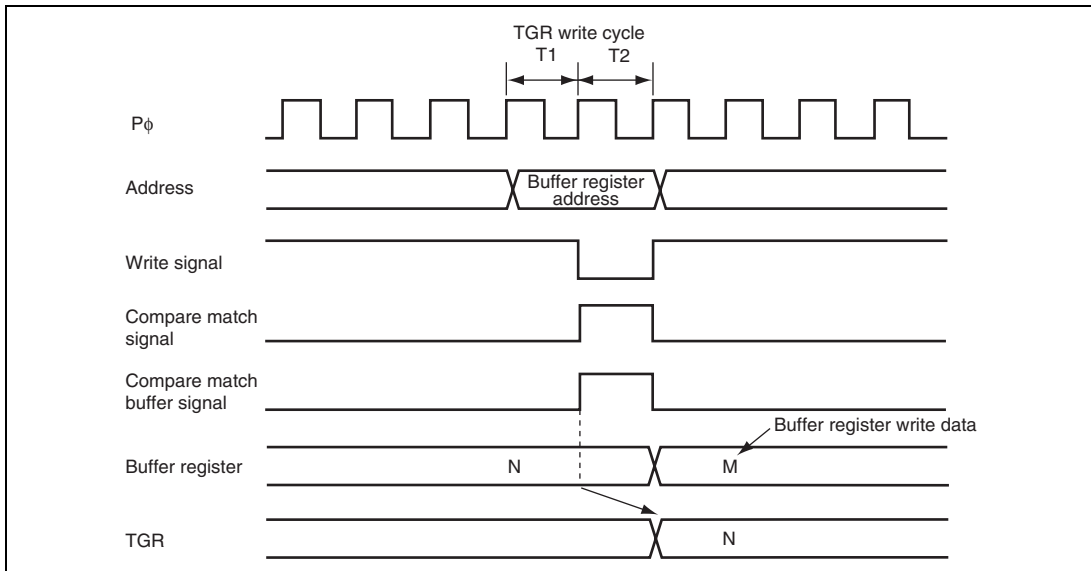 TGR write cycle
T1 T2
Pϕ
Address
Buffer register
address
Write signal
Compare match
signal
Compare match
buffer signal
Buffer register write data
Buffer register
N
M
TGR
N